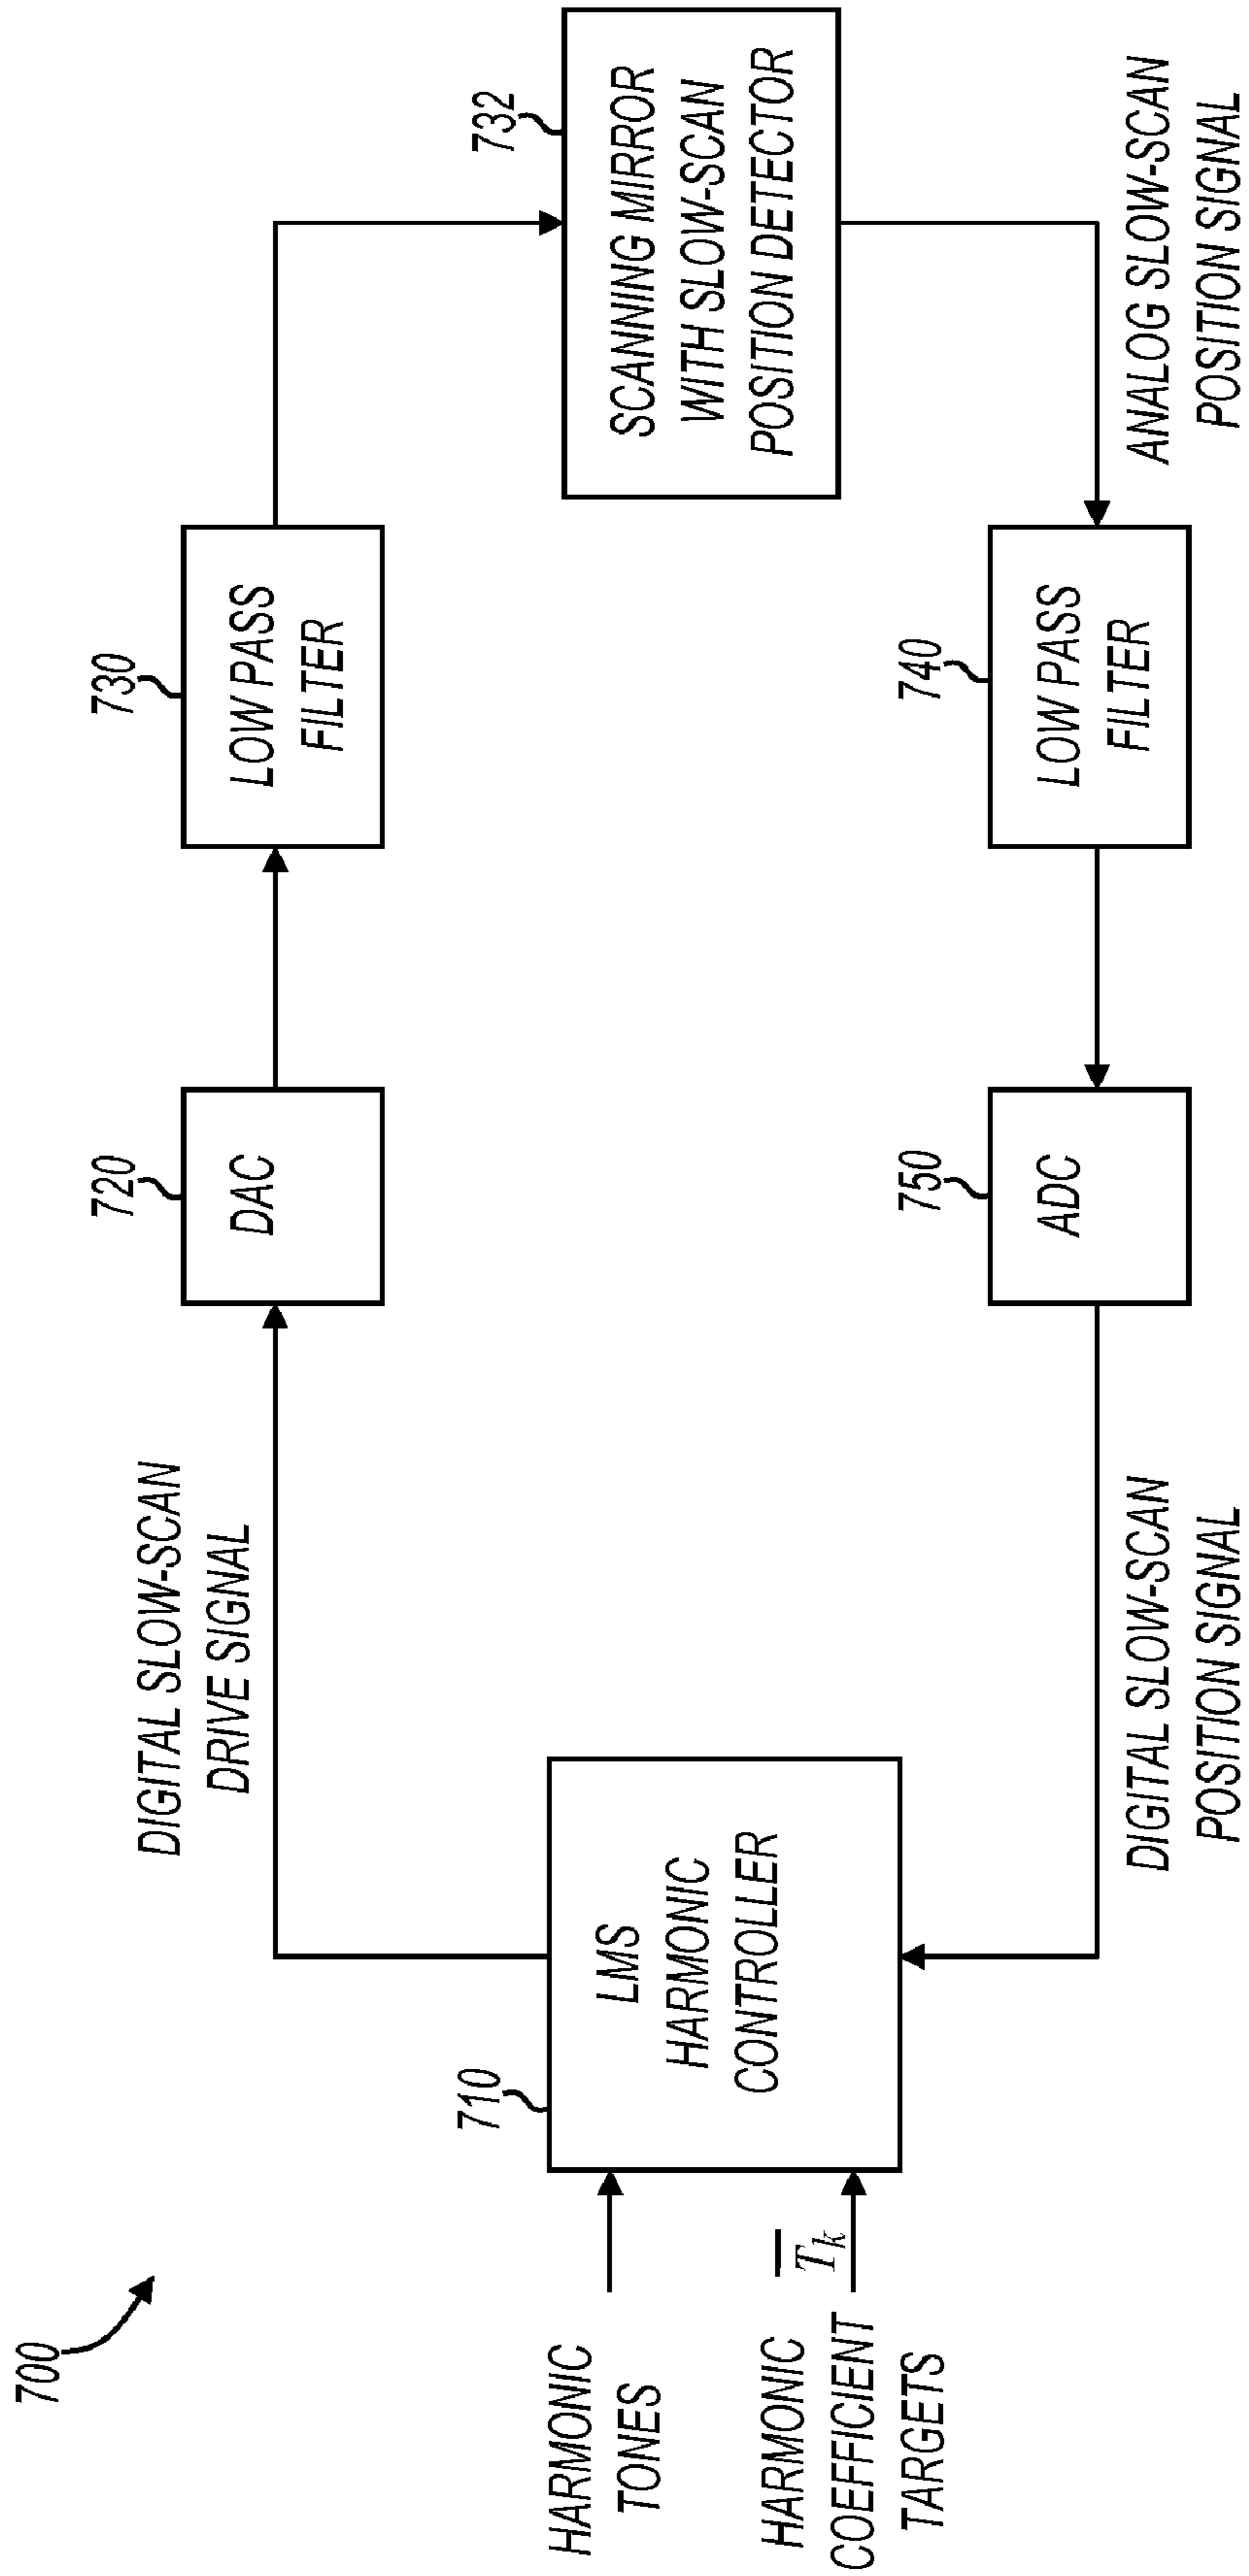 700
HARMONIC
TONES
HARMONIC
COEFFICIENT
TARGETS
T̅k
710
LMS
HARMONIC
CONTROLLER
DIGITAL SLOW-SCAN
DRIVE SIGNAL
720
DAC
730
LOW PASS
FILTER
732
SCANNING MIRROR
WITH SLOW-SCAN
POSITION DETECTOR
ANALOG SLOW-SCAN
POSITION SIGNAL
740
LOW PASS
FILTER
750
ADC
DIGITAL SLOW-SCAN
POSITION SIGNAL